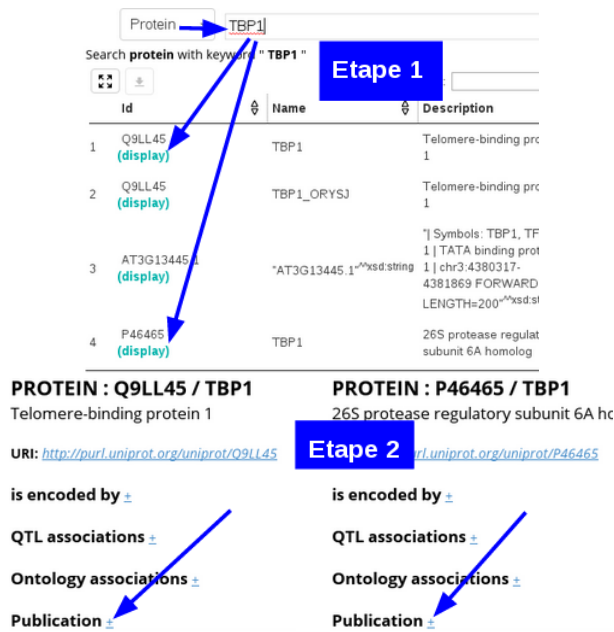 Protein TBP1
Search protein with keyword " TBP1 "
Etape 1
Id Name Description
1 Q9LL45 (display) TBP1 Telomere-binding pro
1
2 Q9LL45 (display) TBP1_ORYSJ Telomere-binding pro
1
3 AT3G13445.1 (display) "AT3G13445.1"^^xsd:string "| Symbols: TBP1, TF
1 | TATA binding prot
1 | chr3:4380317-
4381869 FORWARD
LENGTH=200"^^xsd:st
4 P46465 (display) TBP1 26S protease regulat
subunit 6A homolog
PROTEIN : Q9LL45 / TBP1 PROTEIN : P46465 / TBP1
Telomere-binding protein 1 26S protease regulatory subunit 6A ho
Etape 2
URI: http://purl.uniprot.org/uniprot/Q9LL45 rl.uniprot.org/uniprot/P46465
is encoded by + is encoded by +
QTL associations + QTL associations +
Ontology associations + Ontology associations +
Publication + Publication +